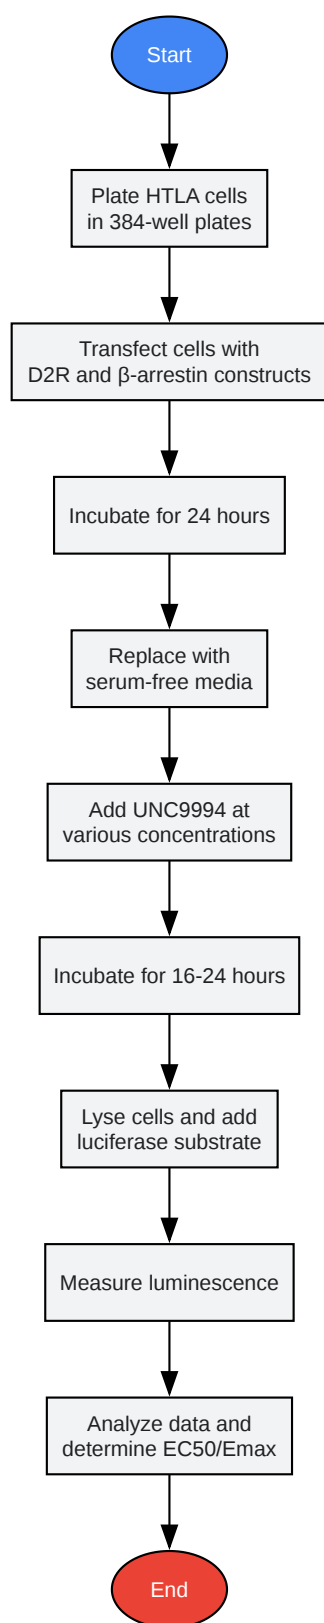 Start
Plate HTLA cells
in 384-well plates
Transfect cells with
D2R and β-arrestin constructs
Incubate for 24 hours
Replace with
serum-free media
Add UNC9994 at
various concentrations
Incubate for 16-24 hours
Lyse cells and add
luciferase substrate
Measure luminescence
Analyze data and
determine EC50/Emax
End